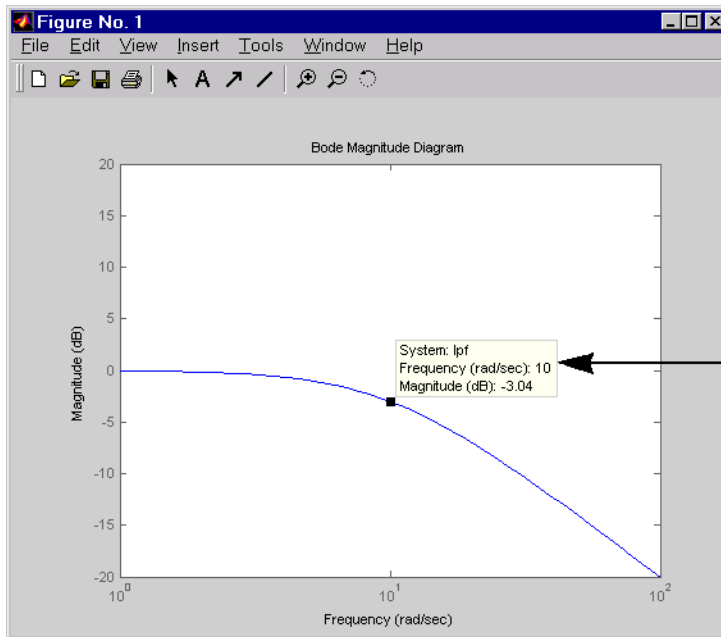 Figure No. 1
File Edit View Insert Tools Window Help
A
Bode Magnitude Diagram
20
15
10
5
0
-5
-10
-15
-20
Magnitude (dB)
System: lpf
Frequency (rad/sec): 10
Magnitude (dB): -3.04
10^0 10^1 10^2
Frequency (rad/sec)